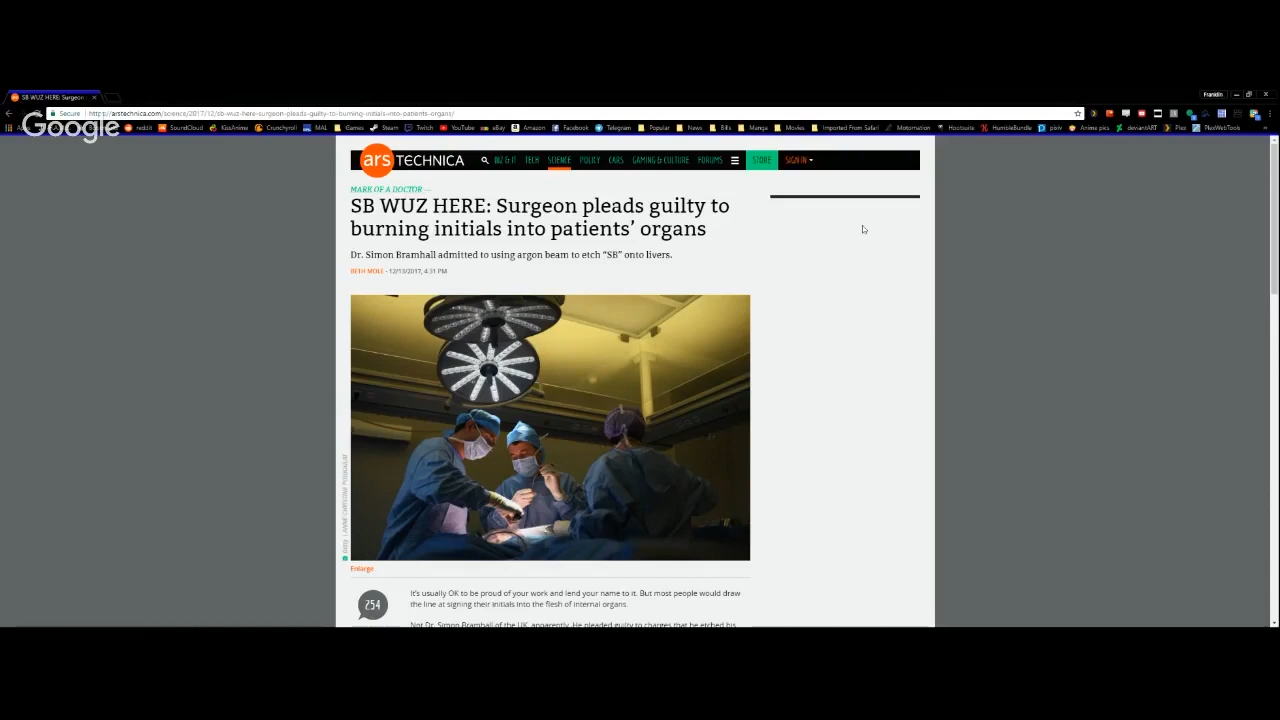 SB WUZ HERE: Surgeon
Franklin
Secure
https://arstechnica.com/science/2017/12/sb-wuz-here-surgeon-pleads-guilty-to-burning-initials-into-patients-organs/
Google
reddit SoundCloud KissAnime Crunchyroll MAL Games Steam Twitch YouTube eBay Amazon Facebook Telegram Popular News Bills Manga Movies Imported From Safari Motomation Hootsuite HumbleBundle pixiv Anime pics deviantART Plex PlexWebTools
ars TECHNICA BIZ & IT TECH SCIENCE POLICY CARS GAMING & CULTURE FORUMS STORE SIGN IN
MARK OF A DOCTOR —
SB WUZ HERE: Surgeon pleads guilty to
burning initials into patients’ organs
Dr. Simon Bramhall admitted to using argon beam to etch “SB” onto livers.
BETH MOLE - 12/13/2017, 4:31 PM
Enlarge
254
It's usually OK to be proud of your work and lend your name to it. But most people would draw
the line at signing their initials into the flesh of internal organs.
Not Dr. Simon Bramhall of the UK, apparently. He pleaded guilty to charges that he etched his